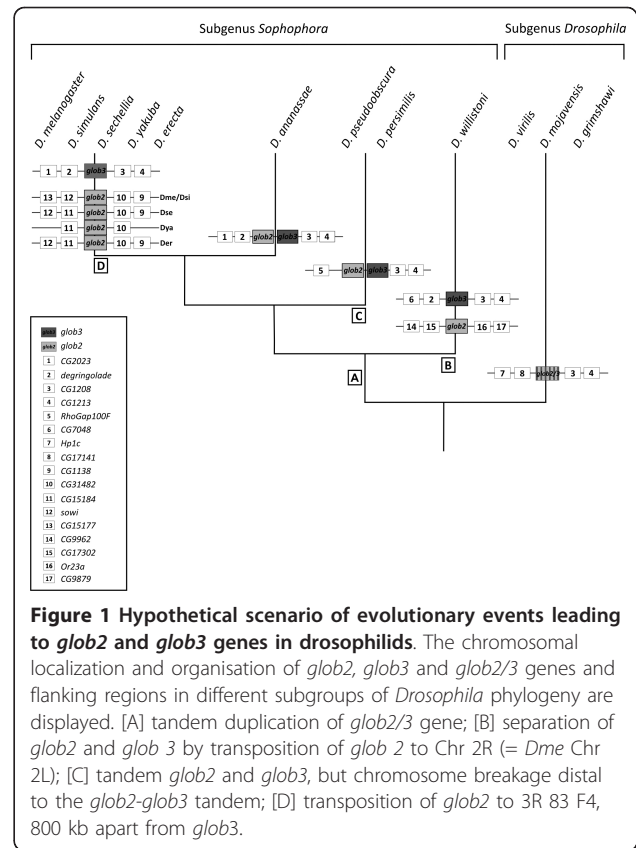 Subgenus Sophophora
Subgenus Drosophila
D. melanogaster
D. simulans
D. sechellia
D. yakuba
D. erecta
D. ananassae
D. pseudoobscura
D. persimilis
D. willistoni
D. virilis
D. mojavensis
D. grimshawi
1 2 glob3 3 4
13 12 glob2 10 9 Dme/Dsi
12 11 glob2 10 9 Dse
11 glob2 10 Dya
12 11 glob2 10 9 Der
D
1 2 glob2 glob3 3 4
5 glob2 glob3 3 4
C
6 2 glob3 3 4
14 15 glob2 16 17
B
A
7 8 glob2/3 3 4
glob3 glob3
glob2 glob2
1 CG2023
2 degringolade
3 CG1208
4 CG1213
5 RhoGap100F
6 CG7048
7 Hp1c
8 CG17141
9 CG1138
10 CG31482
11 CG15184
12 sowi
13 CG15177
14 CG9962
15 CG17302
16 Or23a
17 CG9879
Figure 1 Hypothetical scenario of evolutionary events leading
to glob2 and glob3 genes in drosophilids. The chromosomal
localization and organisation of glob2, glob3 and glob2/3 genes and
flanking regions in different subgroups of Drosophila phylogeny are
displayed. [A] tandem duplication of glob2/3 gene; [B] separation of
glob2 and glob 3 by transposition of glob 2 to Chr 2R (= Dme Chr
2L); [C] tandem glob2 and glob3, but chromosome breakage distal
to the glob2-glob3 tandem; [D] transposition of glob2 to 3R 83 F4,
800 kb apart from glob3.